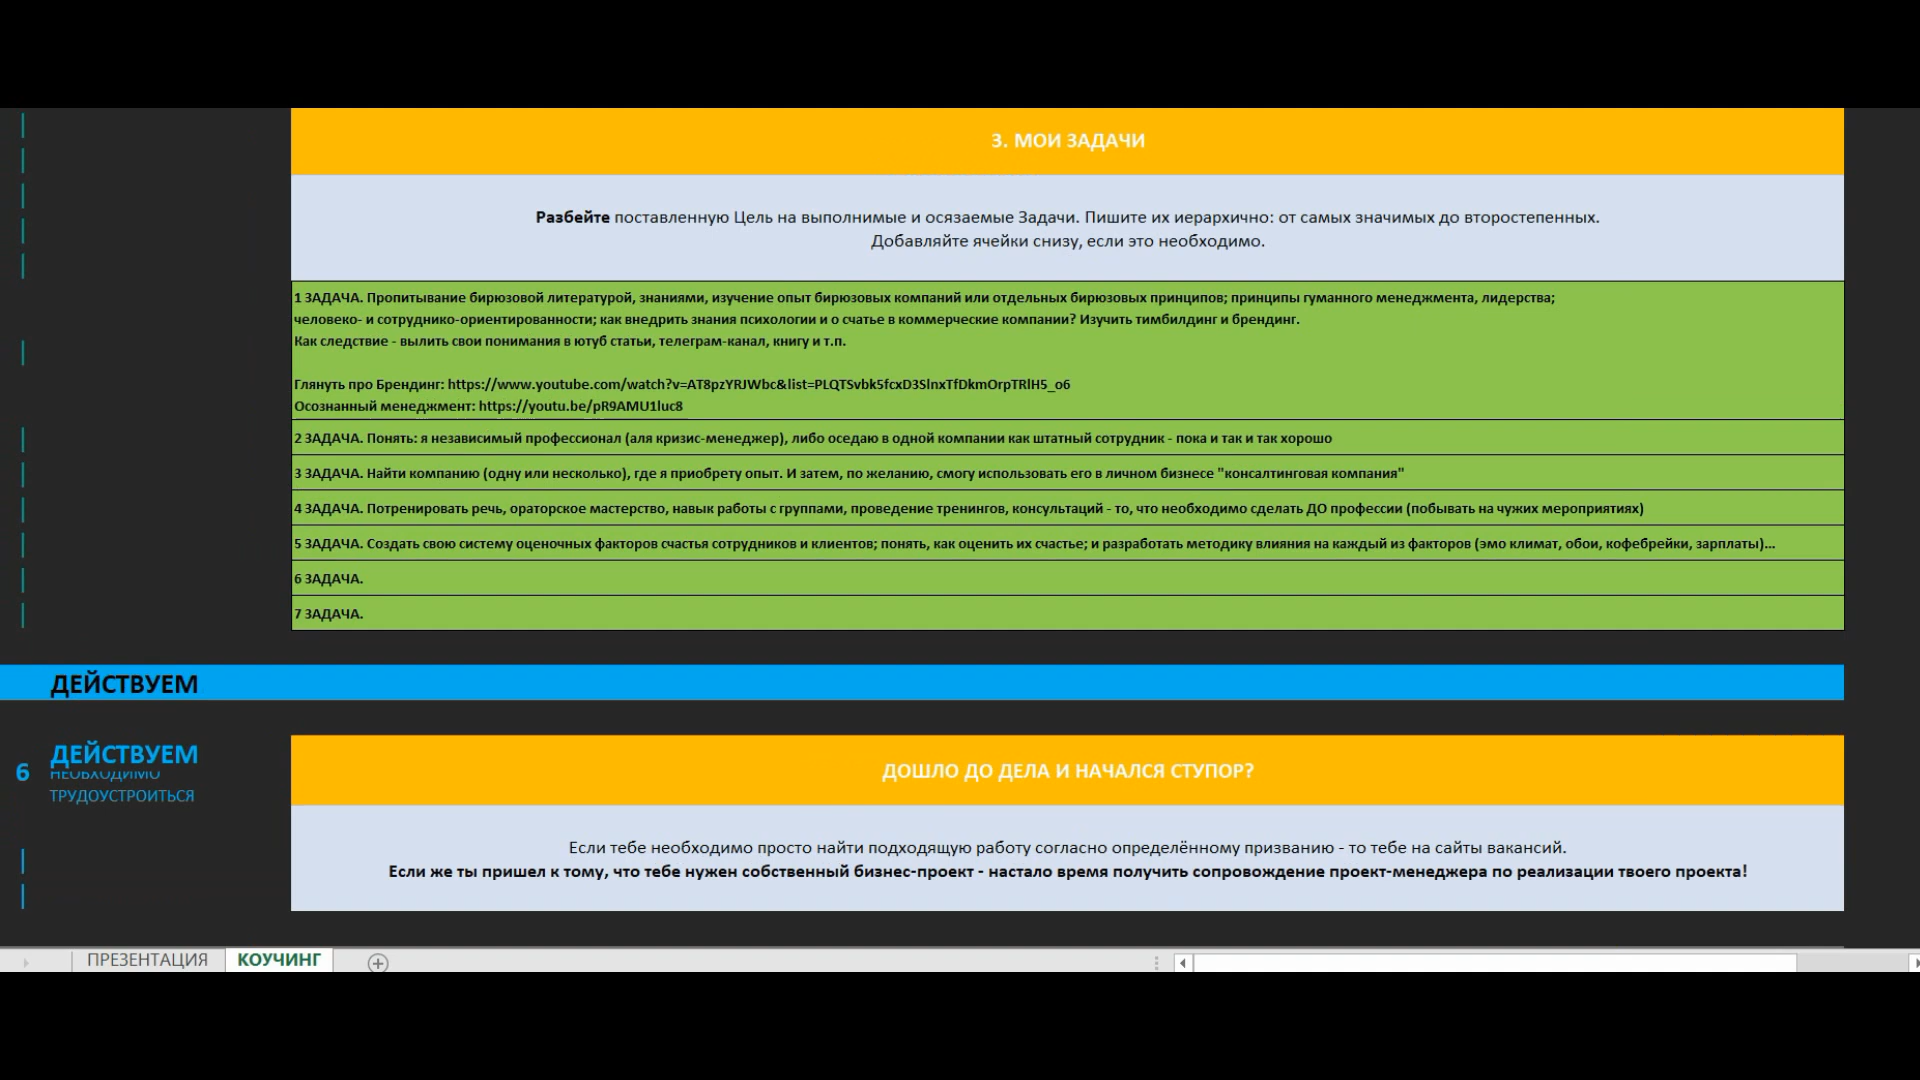 3. МОИ ЗАДАЧИ
Разбейте поставленную Цель на выполнимые и осязаемые Задачи. Пишите их иерархично: от самых значимых до второстепенных.
Добавляйте ячейки снизу, если это необходимо.
1 ЗАДАЧА. Пропитывание бирюзовой литературой, знаниями, изучение опыт бирюзовых компаний или отдельных бирюзовых принципов; принципы гуманного менеджмента, лидерства;
человеко- и сотруднико-ориентированности; как внедрить знания психологии и о счатье в коммерческие компании? Изучить тимбилдинг и брендинг.
Как следствие - вылить свои понимания в ютуб статьи, телеграм-канал, книгу и т.п.
Глянуть про Брендинг: https://www.youtube.com/watch?v=AT8pzYRJWbc&list=PLQTSvbk5fcxD3SlnxTfDkmOrpTRlH5_o6
Осознанный менеджмент: https://youtu.be/pR9AMU1luc8
2 ЗАДАЧА. Понять: я независимый профессионал (аля кризис-менеджер), либо оседаю в одной компании как штатный сотрудник - пока и так и так хорошо
3 ЗАДАЧА. Найти компанию (одну или несколько), где я приобрету опыт. И затем, по желанию, смогу использовать его в личном бизнесе "консалтинговая компания"
4 ЗАДАЧА. Потренировать речь, ораторское мастерство, навык работы с группами, проведение тренингов, консультаций - то, что необходимо сделать ДО профессии (побывать на чужих мероприятиях)
5 ЗАДАЧА. Создать свою систему оценочных факторов счастья сотрудников и клиентов; понять, как оценить их счастье; и разработать методику влияния на каждый из факторов (эмо климат, обои, кофебрейки, зарплаты)...
6 ЗАДАЧА.
7 ЗАДАЧА.
ДЕЙСТВУЕМ
6 ДЕЙСТВУЕМ
НЕОБХОДИМО
ТРУДОУСТРОИТЬСЯ
ДОШЛО ДО ДЕЛА И НАЧАЛСЯ СТУПОР?
Если тебе необходимо просто найти подходящую работу согласно определённому призванию - то тебе на сайты вакансий.
Если же ты пришел к тому, что тебе нужен собственный бизнес-проект - настало время получить сопровождение проект-менеджера по реализации твоего проекта!
ПРЕЗЕНТАЦИЯ КОУЧИНГ